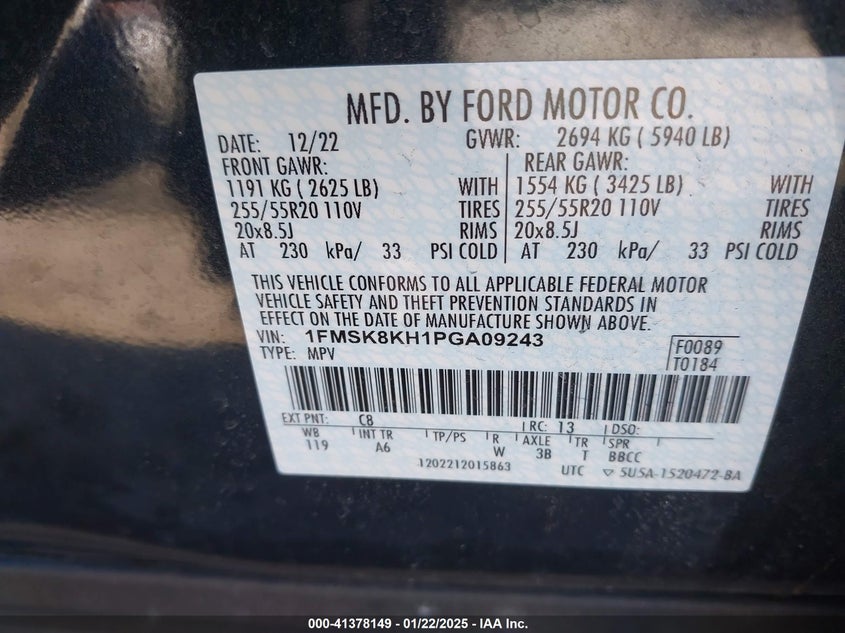 MFD. BY FORD MOTOR CO.
DATE: 12/22 GVWR: 2694 KG ( 5940 LB)
FRONT GAWR: REAR GAWR:
1191 KG ( 2625 LB) WITH 1554 KG ( 3425 LB) WITH
255/55R20 110V TIRES 255/55R20 110V TIRES
20x8.5J RIMS 20x8.5J RIMS
AT 230 kPa/ 33 PSI COLD AT 230 kPa/ 33 PSI COLD
THIS VEHICLE CONFORMS TO ALL APPLICABLE FEDERAL MOTOR
VEHICLE SAFETY AND THEFT PREVENTION STANDARDS IN
EFFECT ON THE DATE OF MANUFACTURE SHOWN ABOVE.
VIN: 1FMSK8KH1PGA09243
TYPE: MPV
F0089
T0184
EXT PNT: C8 RC: 13 DSO:
WB INT TR TP/PS R AXLE TR SPR
119 A6 W 3B T BBCC
1202212015863 UTC ▽ 5U5A-1520472-BA
000-41378149 - 01/22/2025 - IAA Inc.